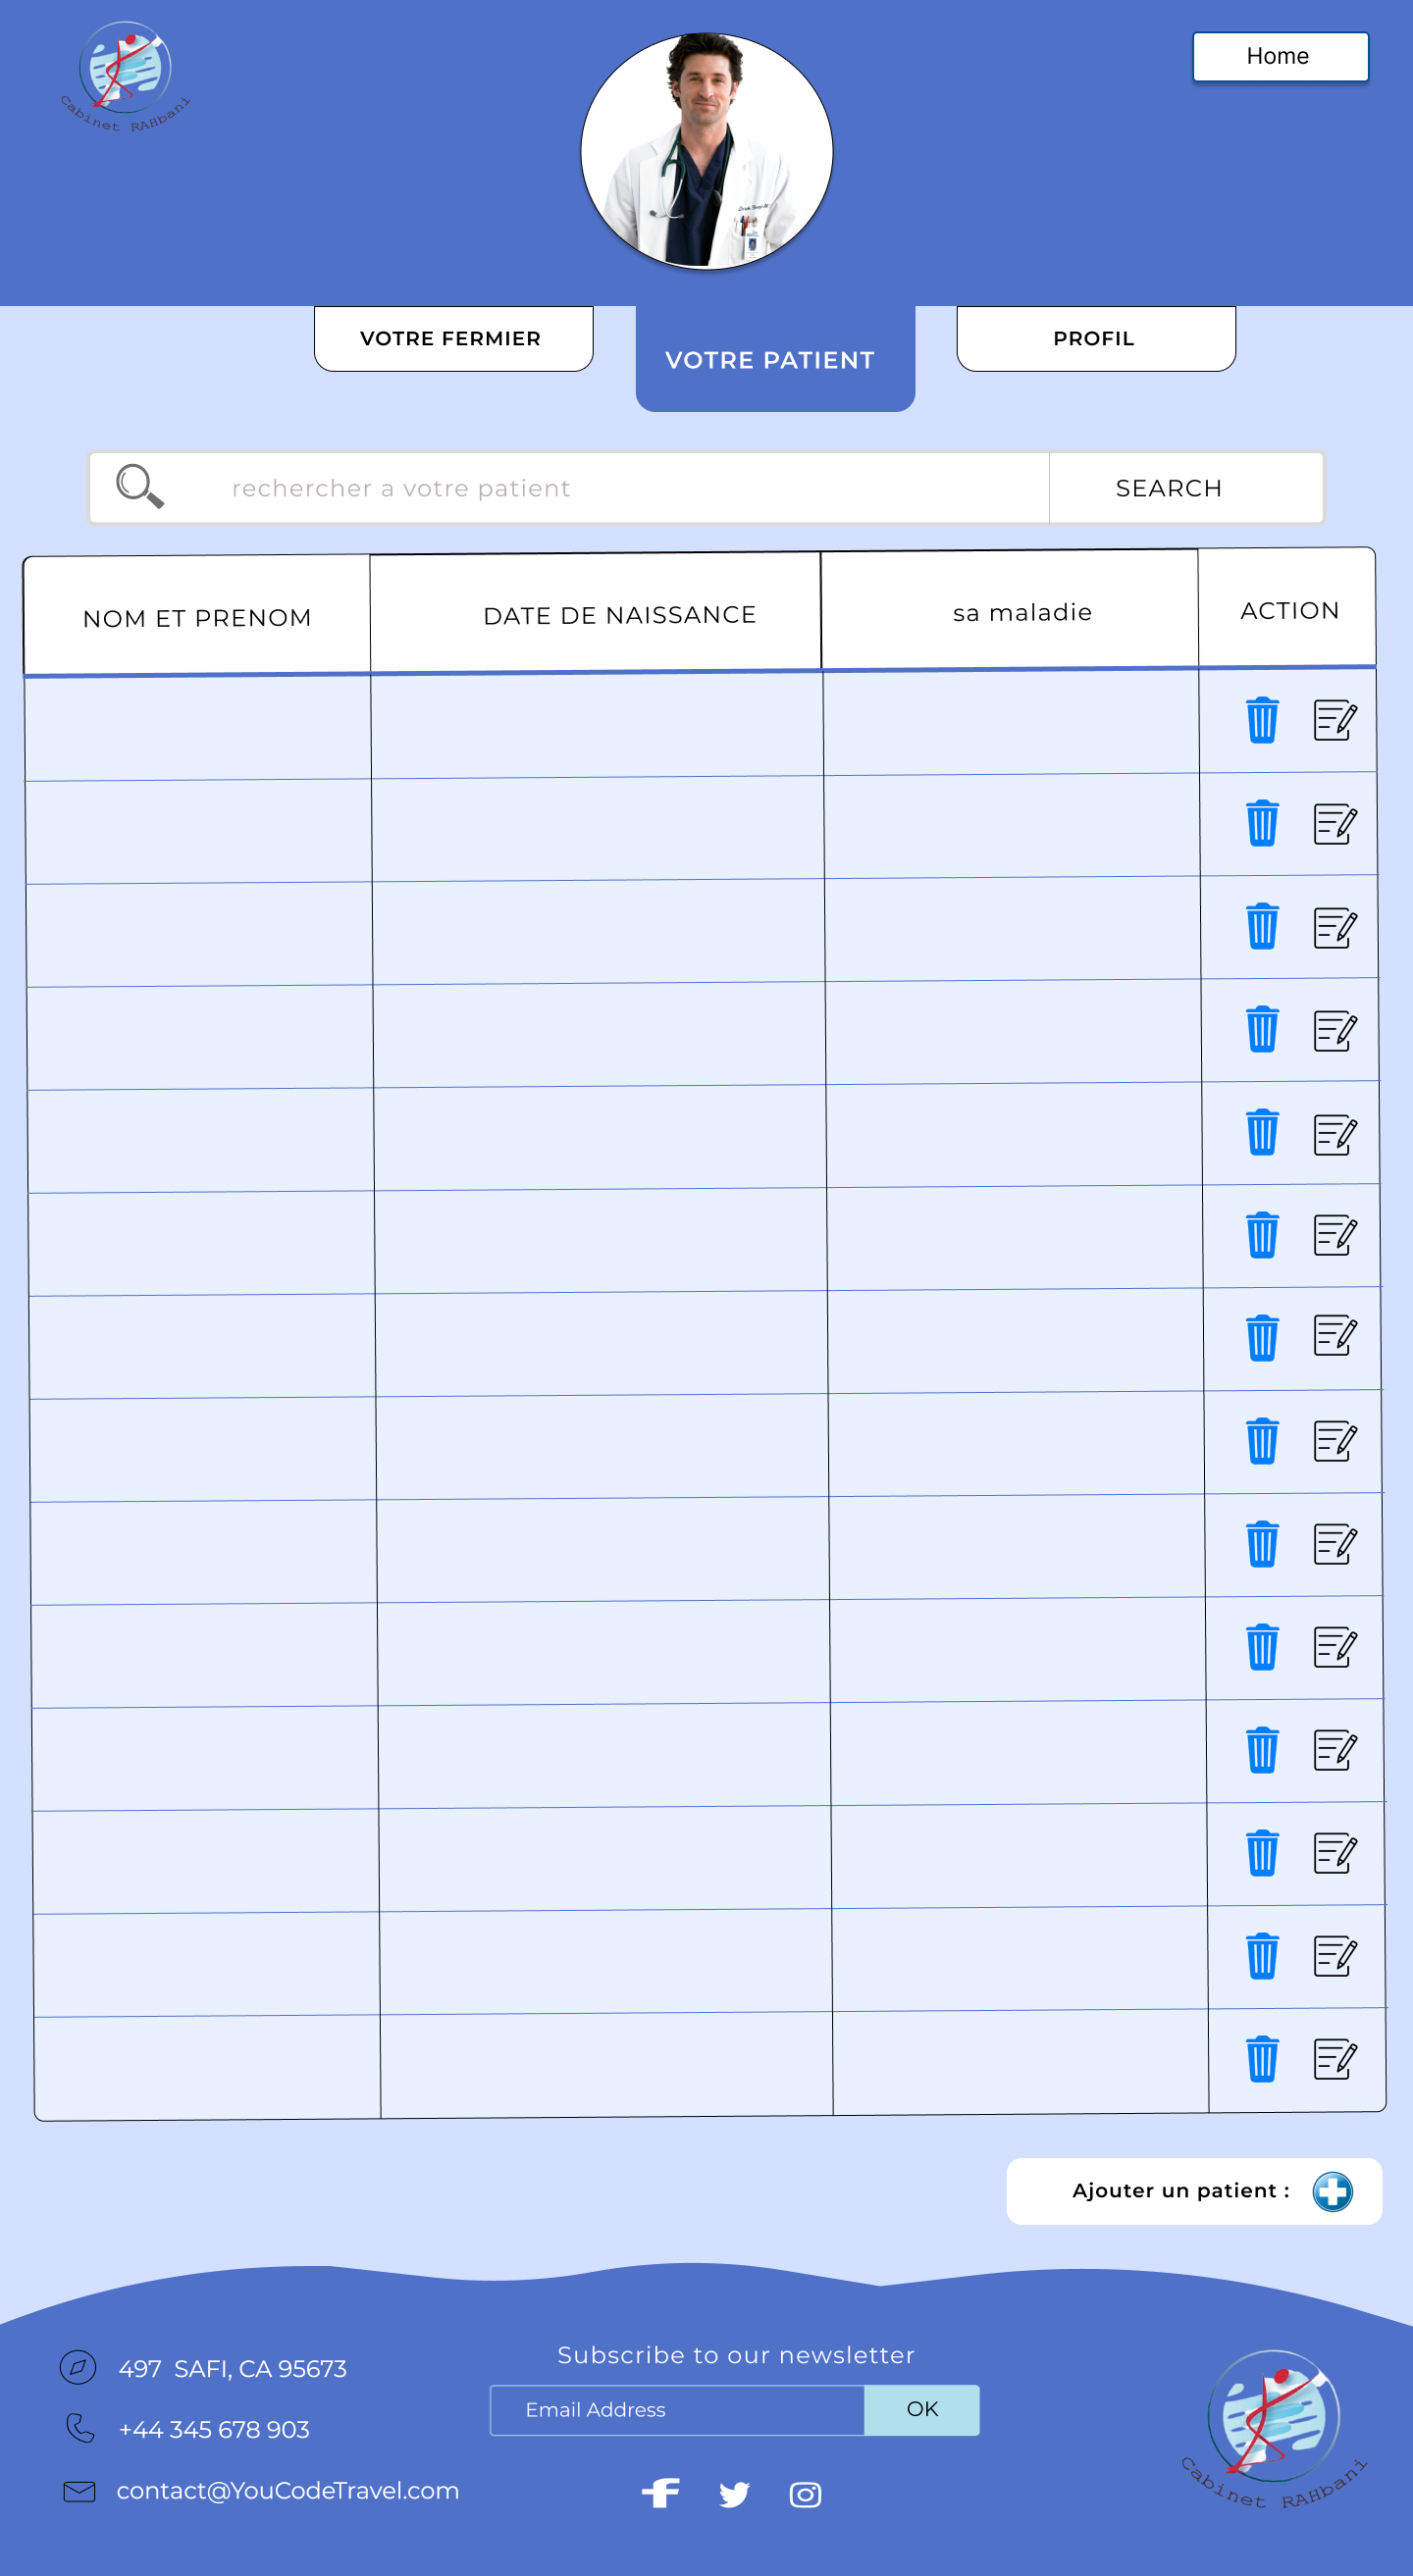 Cabinet RAHbani
Home
VOTRE FERMIER
VOTRE PATIENT
PROFIL
rechercher a votre patient
SEARCH
NOM ET PRENOM
DATE DE NAISSANCE
sa maladie
ACTION
Ajouter un patient :
497 SAFI, CA 95673
+44 345 678 903
contact@YouCodeTravel.com
Subscribe to our newsletter
Email Address
OK
Cabinet RAHbani